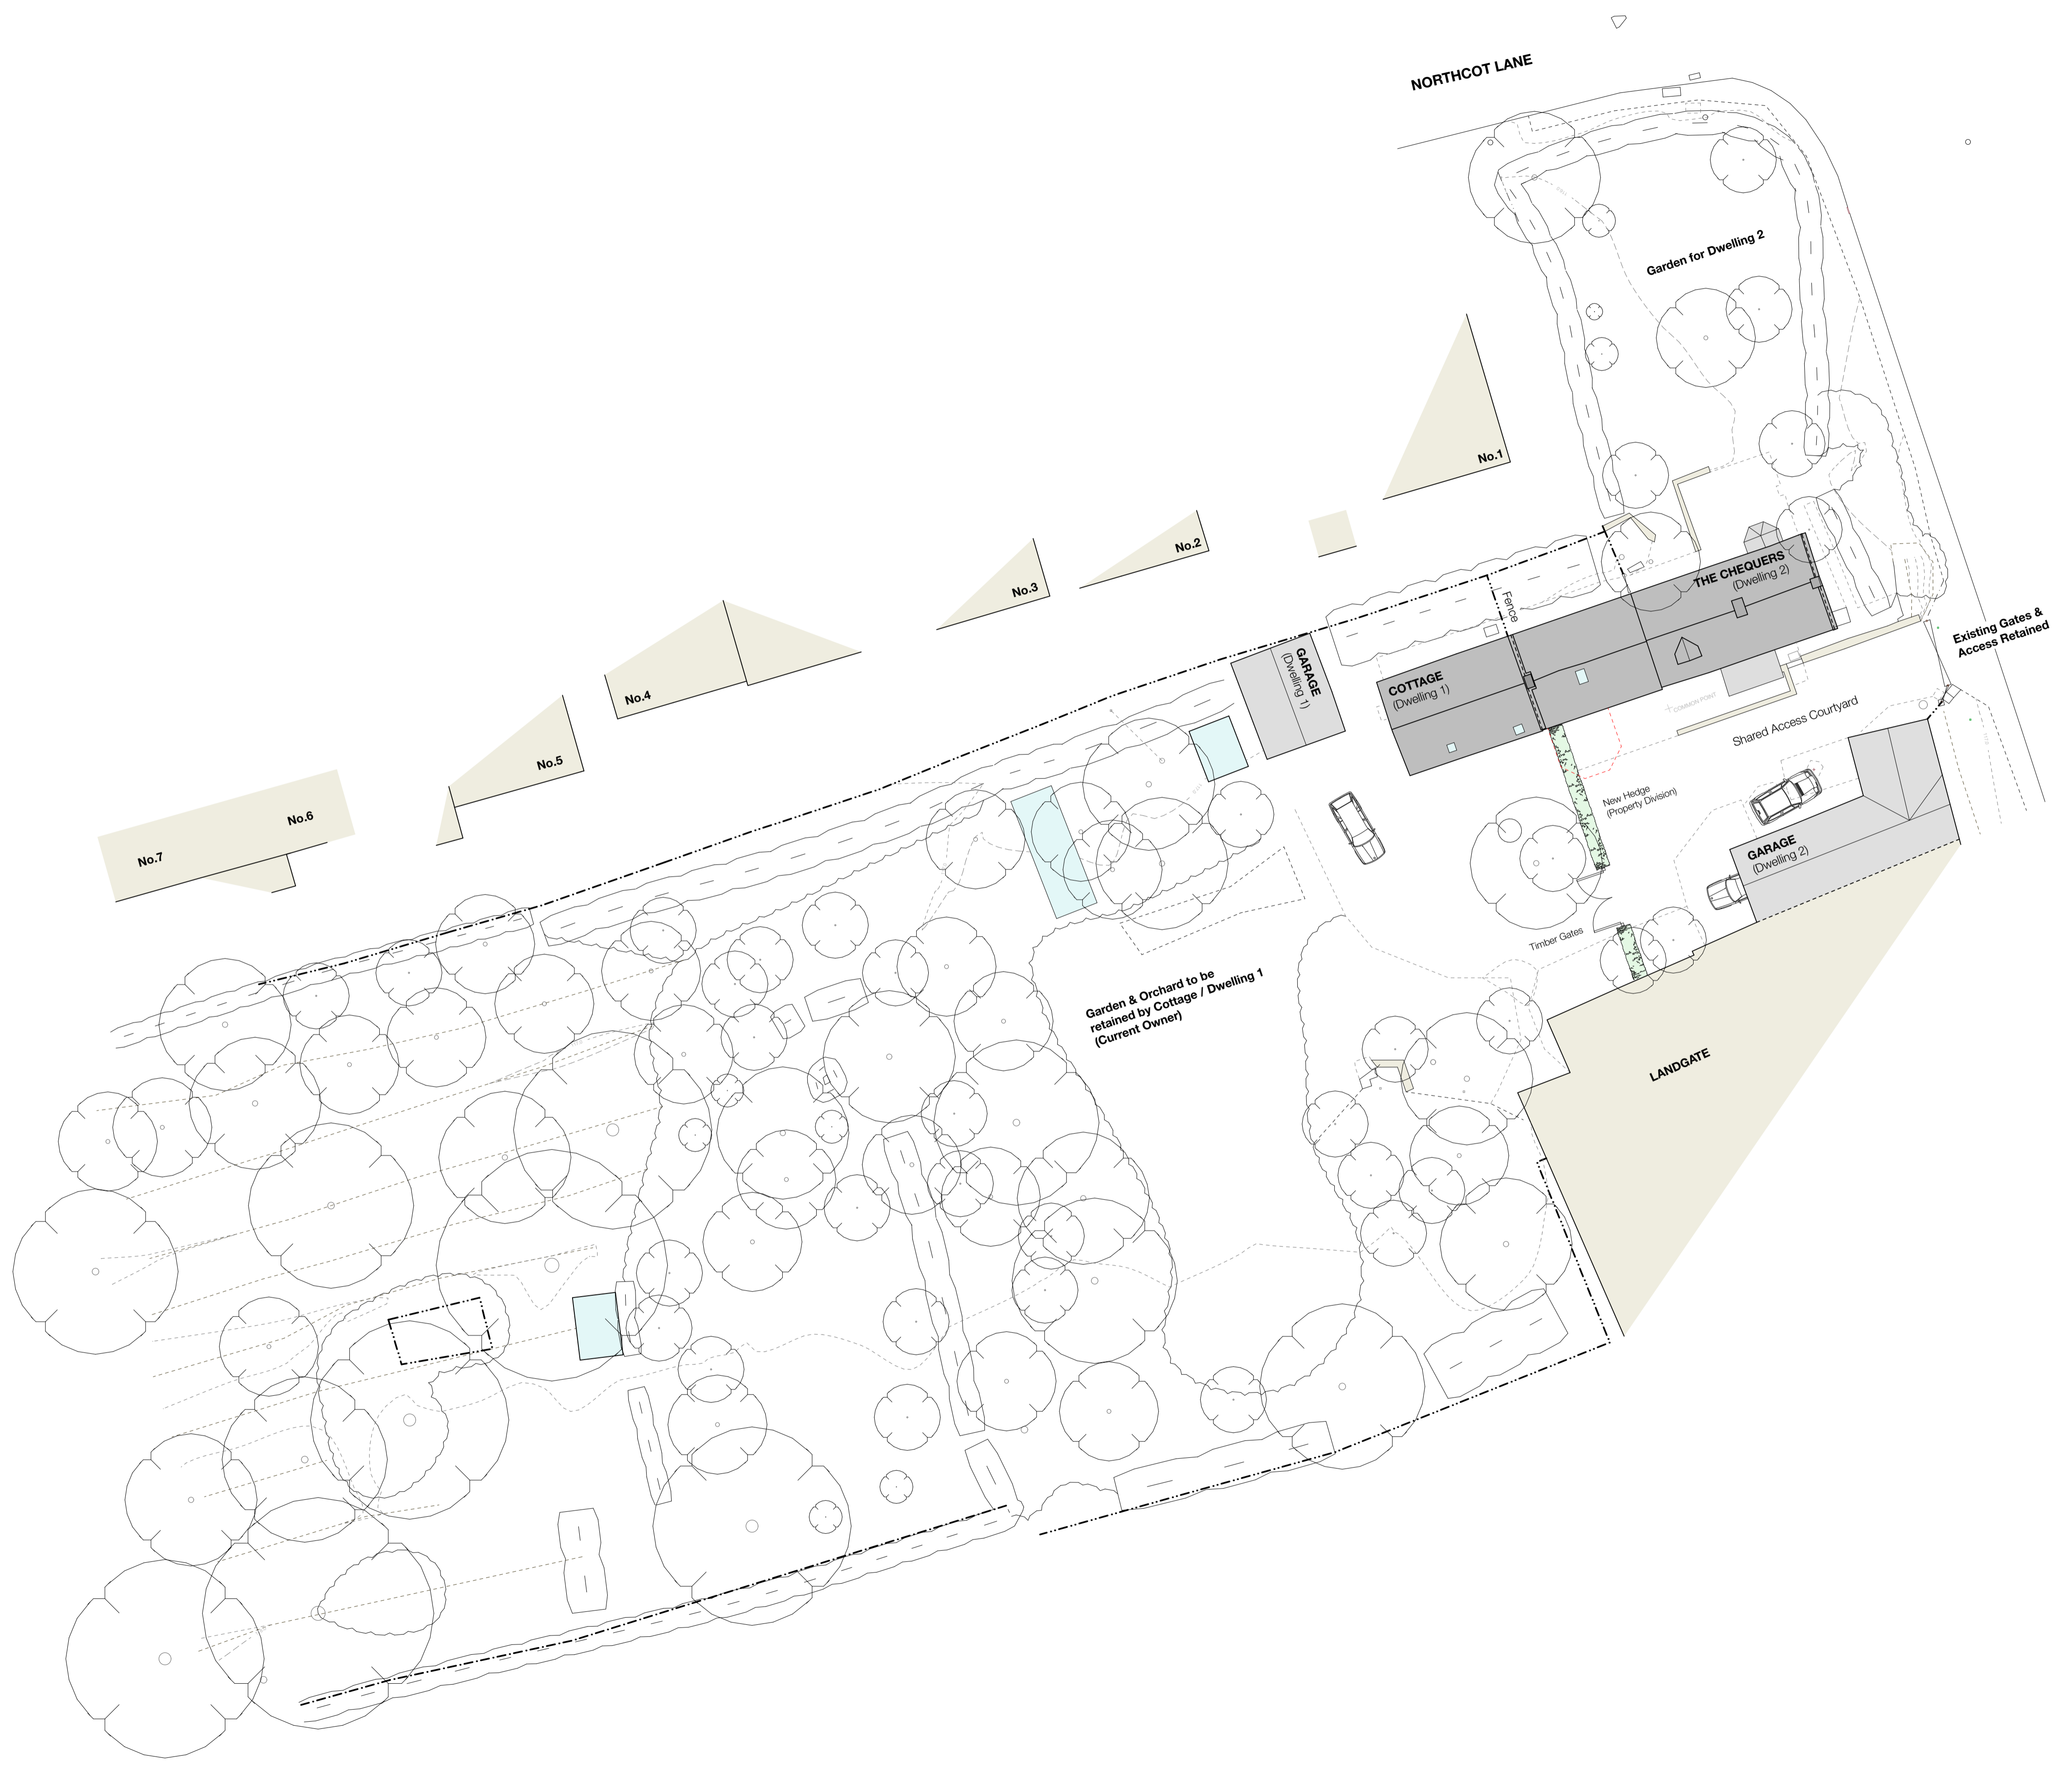 NORTHCOT LANE
Garden for Dwelling 2
No.1
No.2
No.3
No.4
No.5
No.6
No.7
Fence
THE CHEQUERS
(Dwelling 2)
COTTAGE
(Dwelling 1)
GARAGE
(Dwelling 1)
Existing Gates &
Access Retained
COMMON POINT
Shared Access Courtyard
New Hedge
(Property Division)
GARAGE
(Dwelling 2)
Timber Gates
Garden & Orchard to be
retained by Cottage / Dwelling 1
(Current Owner)
LANDGATE